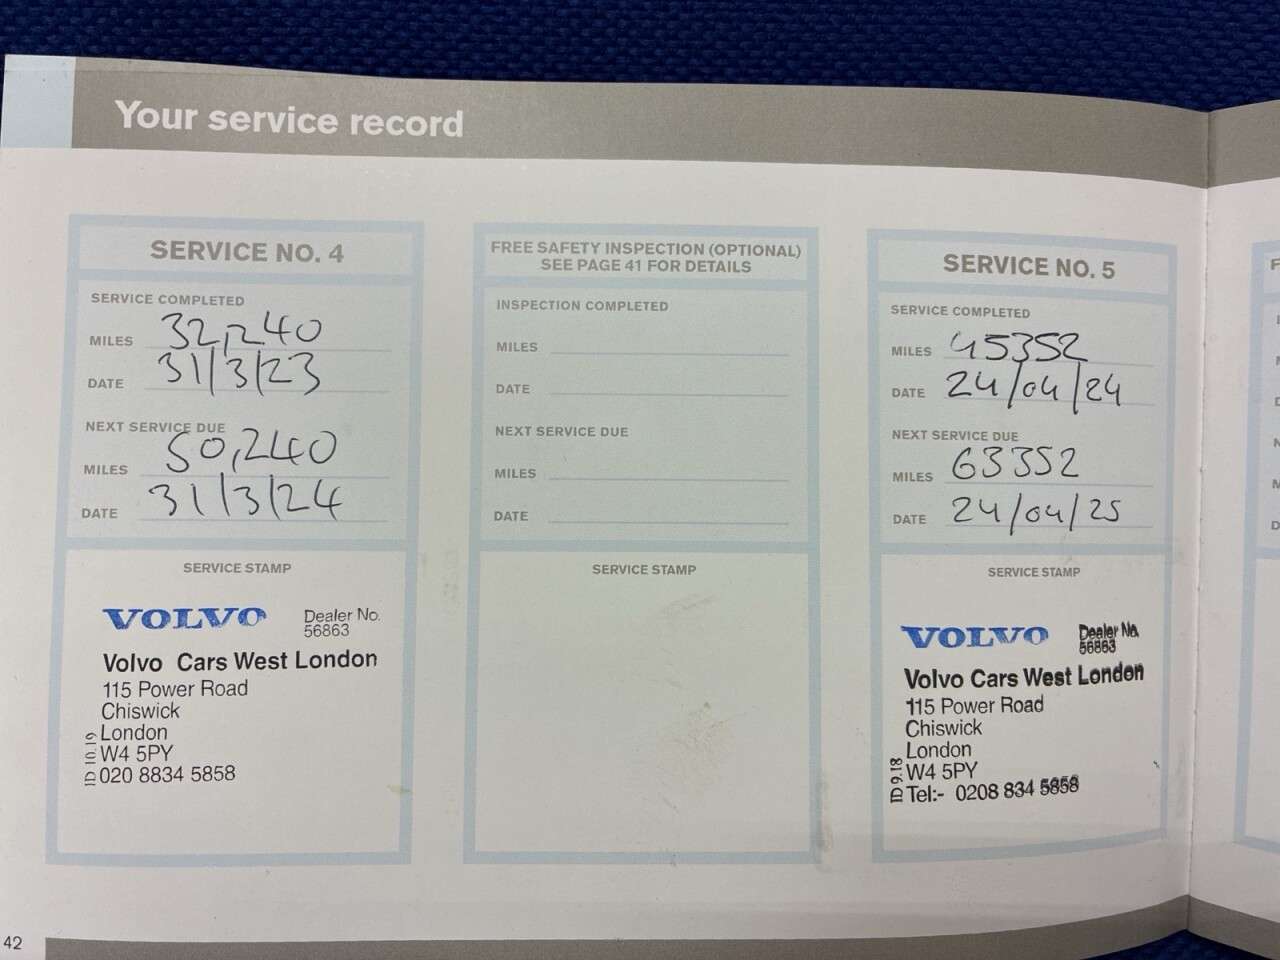 Your service record
SERVICE NO. 4
SERVICE COMPLETED
MILES 32,240
DATE 31/3/23
NEXT SERVICE DUE
MILES 50,240
DATE 31/3/24
SERVICE STAMP
VOLVO Dealer No.
56863
Volvo Cars West London
115 Power Road
Chiswick
London
W4 5PY
020 8834 5858
ID 10.19
FREE SAFETY INSPECTION (OPTIONAL)
SEE PAGE 41 FOR DETAILS
INSPECTION COMPLETED
MILES
DATE
NEXT SERVICE DUE
MILES
DATE
SERVICE STAMP
SERVICE NO. 5
SERVICE COMPLETED
MILES 45352
DATE 24/04/24
NEXT SERVICE DUE
MILES 63352
DATE 24/04/25
SERVICE STAMP
VOLVO Dealer No.
56863
Volvo Cars West London
115 Power Road
Chiswick
London
W4 5PY
Tel:- 0208 834 5858
ID 9.18
42